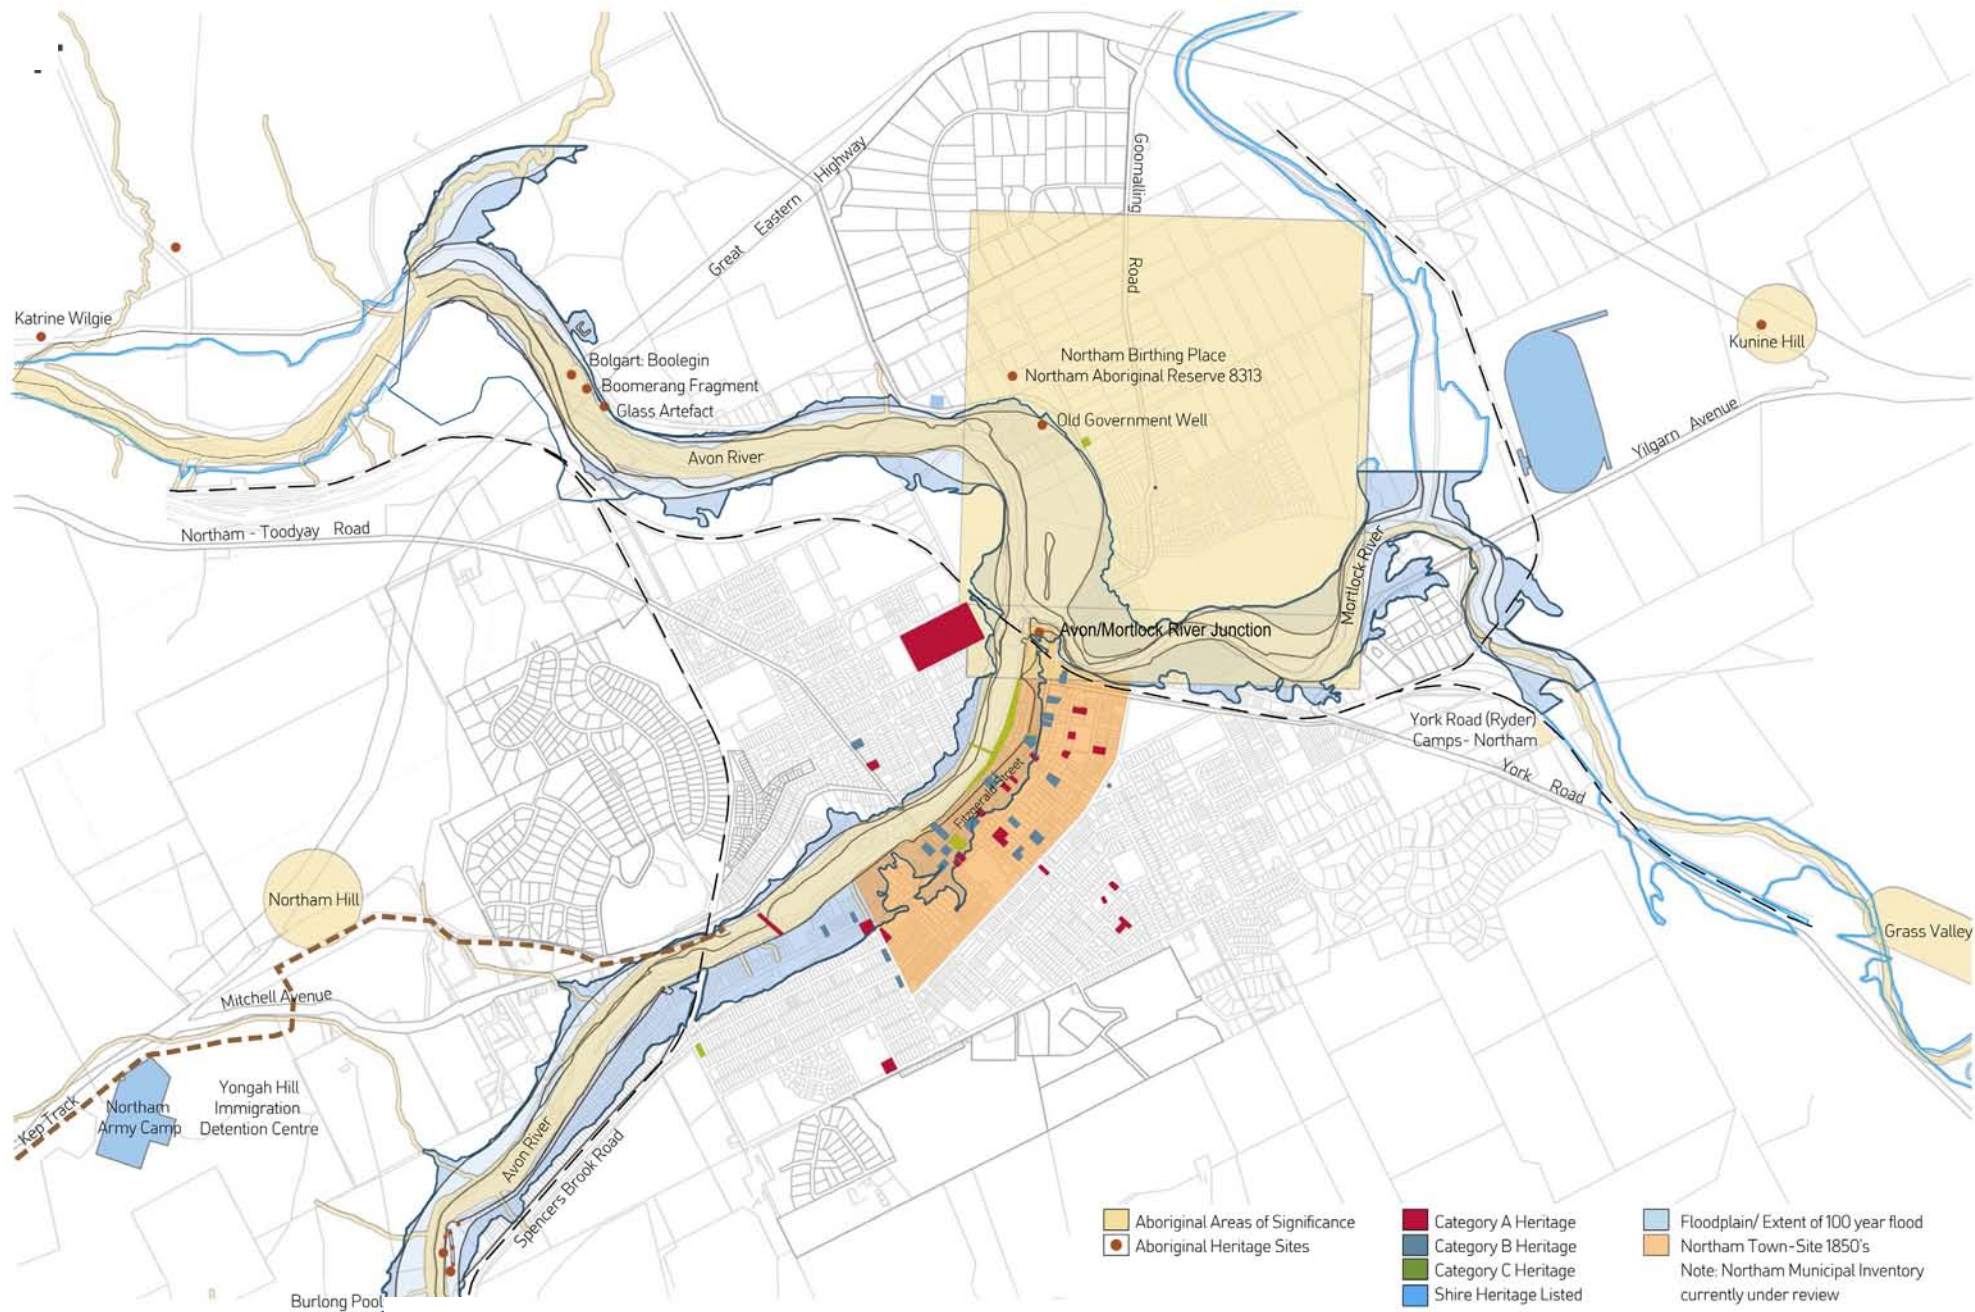 Great Eastern Highway
Goomalling Road
Katrine Wilgie
Kunine Hill
Bolgart: Boolegin
Boomerang Fragment
Glass Artefact
Northam Birthing Place
Northam Aboriginal Reserve 8313
Old Government Well
Yilgarn Avenue
Avon River
Northam - Toodyay Road
Mortlock River
Avon/Mortlock River Junction
York Road (Ryder)
Camps- Northam
York Road
Fitzgerald Street
Northam Hill
Grass Valley
Mitchell Avenue
Kep Track
Northam
Army Camp
Yongah Hill
Immigration
Detention Centre
Avon River
Spencers Brook Road
Burlong Pool
Aboriginal Areas of Significance
Aboriginal Heritage Sites
Category A Heritage
Category B Heritage
Category C Heritage
Shire Heritage Listed
Floodplain/ Extent of 100 year flood
Northam Town-Site 1850's
Note: Northam Municipal Inventory
currently under review